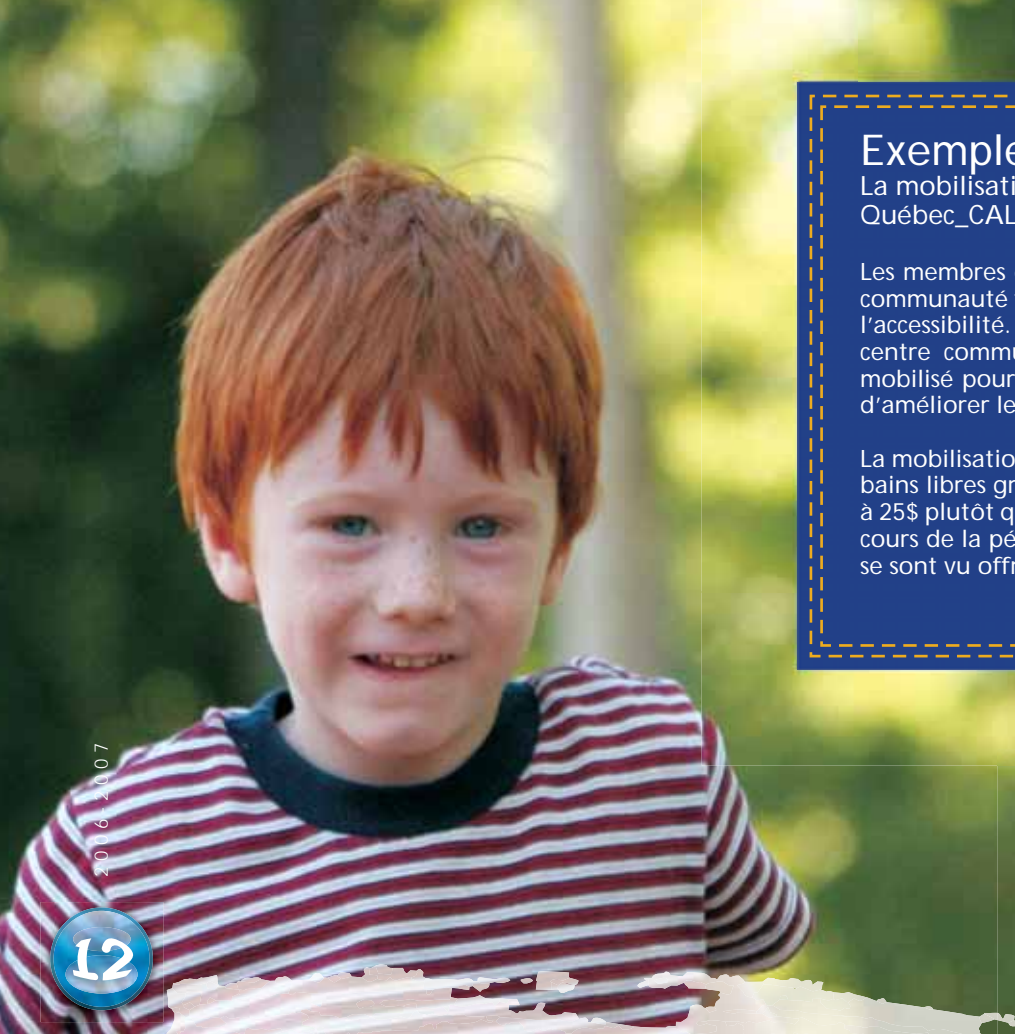 Exemple
La mobilisati
Québec_CAL
Les membres
communauté
l'accessibilité.
centre commu
mobilisé pour
d'améliorer le
La mobilisatio
bains libres gr
à 25$ plutôt q
cours de la pé
se sont vu offr
2006-2007
12